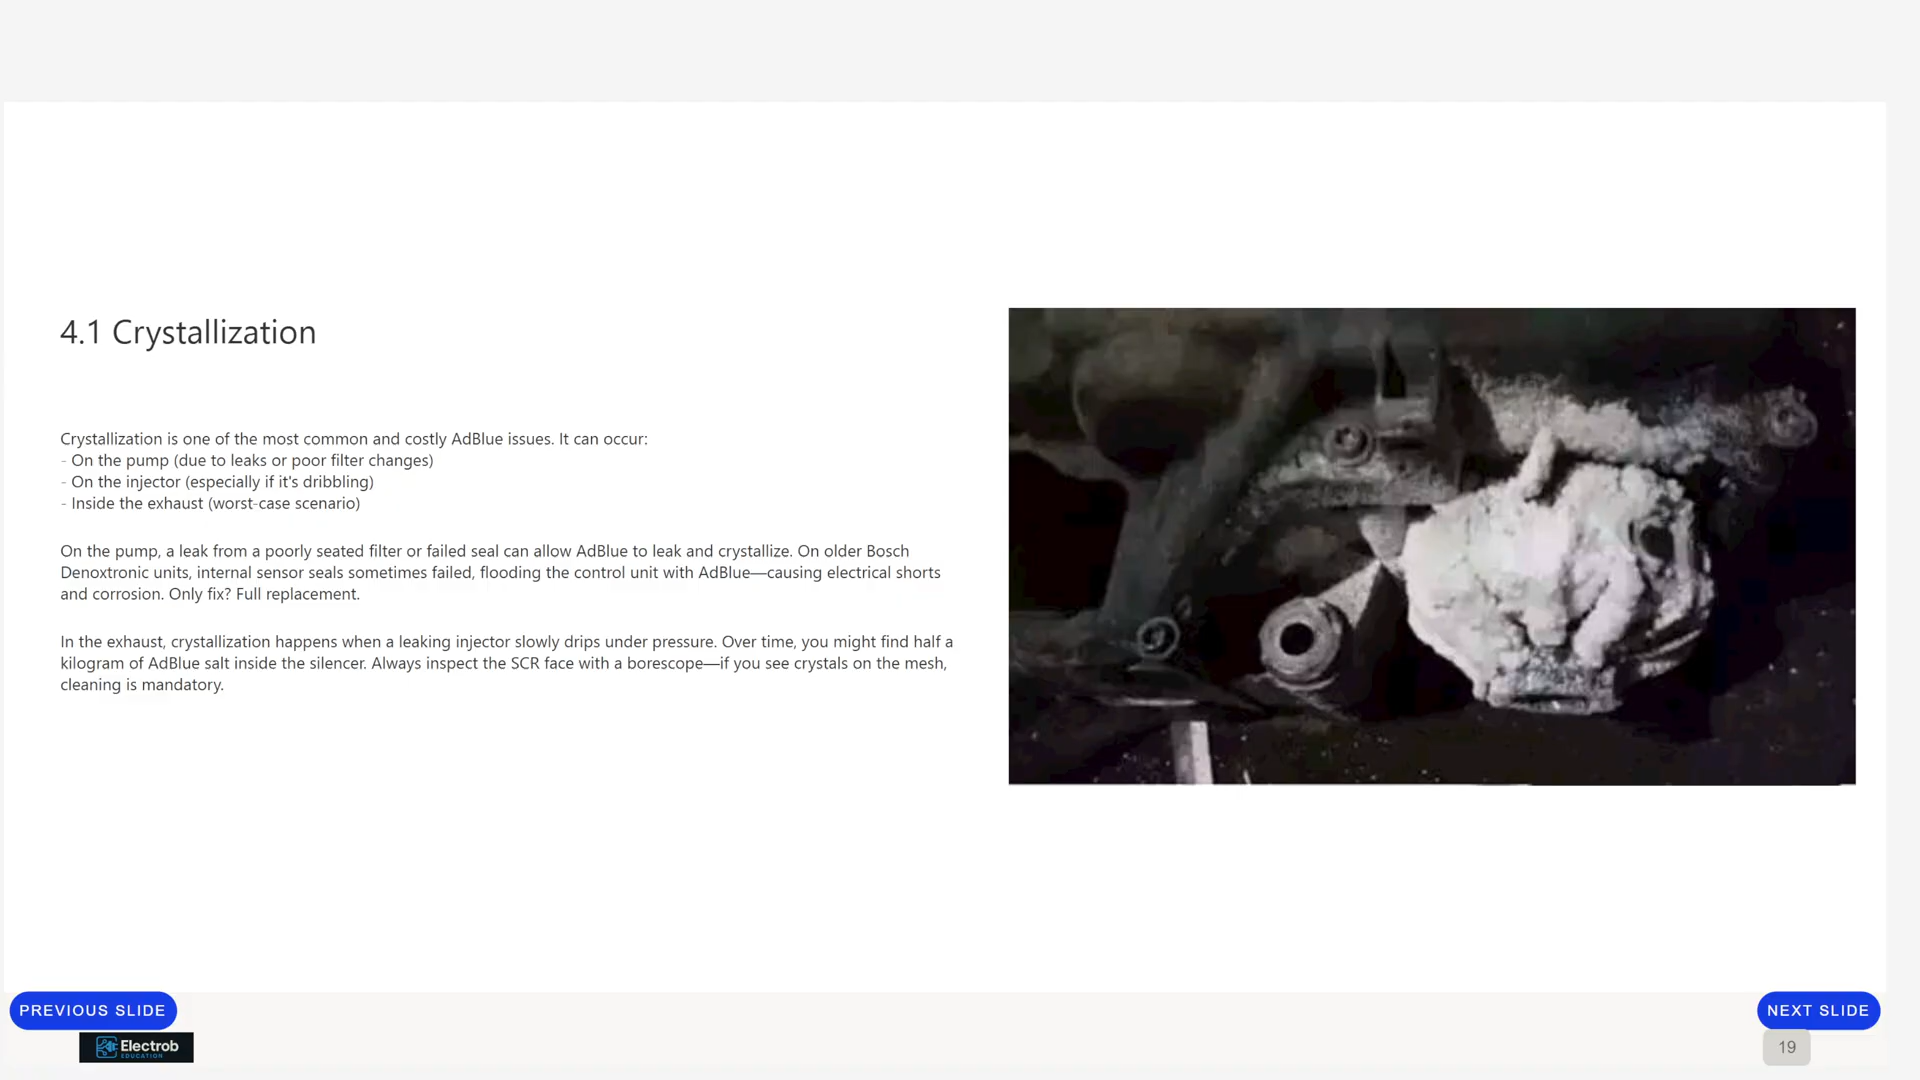 4.1 Crystallization
Crystallization is one of the most common and costly AdBlue issues. It can occur:
- On the pump (due to leaks or poor filter changes)
- On the injector (especially if it's dribbling)
- Inside the exhaust (worst-case scenario)
On the pump, a leak from a poorly seated filter or failed seal can allow AdBlue to leak and crystallize. On older Bosch
Denoxtronic units, internal sensor seals sometimes failed, flooding the control unit with AdBlue—causing electrical shorts
and corrosion. Only fix? Full replacement.
In the exhaust, crystallization happens when a leaking injector slowly drips under pressure. Over time, you might find half a
kilogram of AdBlue salt inside the silencer. Always inspect the SCR face with a borescope—if you see crystals on the mesh,
cleaning is mandatory.
PREVIOUS SLIDE
NEXT SLIDE
Electrob
EDUCATION
19